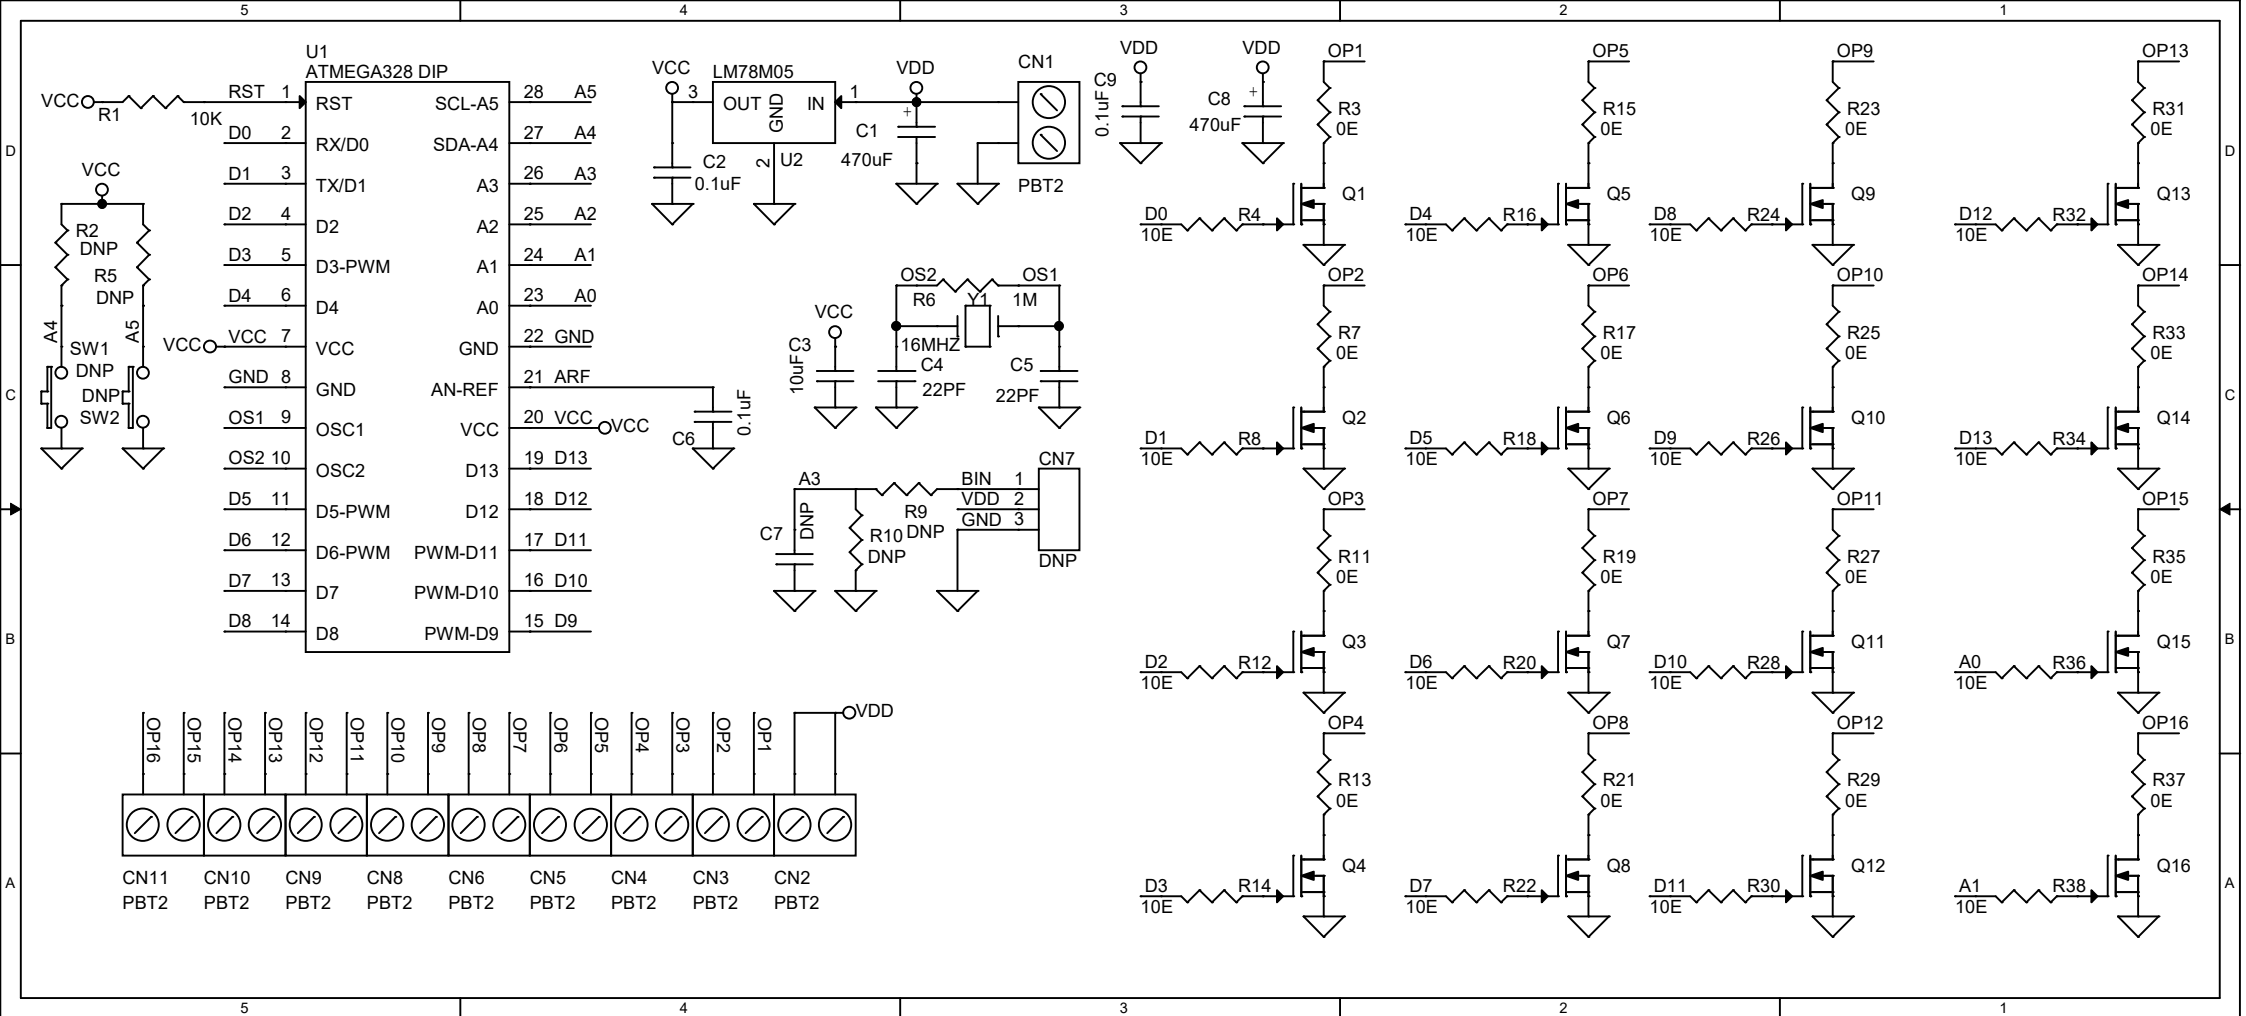 5 4 3 2 1
D D
C C
B B
A A
U1
ATMEGA328 DIP
VCC R1 10K
RST 1 RST SCL-A5 28 A5
D0 2 RX/D0 SDA-A4 27 A4
D1 3 TX/D1 A3 26 A3
D2 4 D2 A2 25 A2
D3 5 D3-PWM A1 24 A1
D4 6 D4 A0 23 A0
VCC VCC 7 VCC GND 22 GND
GND 8 GND AN-REF 21 ARF
OS1 9 OSC1 VCC 20 VCC VCC
OS2 10 OSC2 D13 19 D13
D5 11 D5-PWM D12 18 D12
D6 12 D6-PWM PWM-D11 17 D11
D7 13 D7 PWM-D10 16 D10
D8 14 D8 PWM-D9 15 D9
VCC
R2
DNP
R5
DNP
A4 A5
SW1
DNP
DNP
SW2
C6 0.1uF
VCC LM78M05 VDD CN1
3 OUT GND IN 1
2 U2
C2
0.1uF
C1
+
470uF
PBT2
VDD
C9
0.1uF
VDD
C8
+
470uF
OS2 OS1
R6 Y1 1M
16MHZ
VCC
C3
10uF
C4
22PF
C5
22PF
CN7
A3 BIN 1
VDD 2
GND 3
R9
DNP
C7
DNP
R10
DNP
DNP
VDD
OP16 OP15 OP14 OP13 OP12 OP11 OP10 OP9 OP8 OP7 OP6 OP5 OP4 OP3 OP2 OP1
CN11 CN10 CN9 CN8 CN6 CN5 CN4 CN3 CN2
PBT2 PBT2 PBT2 PBT2 PBT2 PBT2 PBT2 PBT2 PBT2
OP1 OP5 OP9 OP13
R3 R15 R23 R31
0E 0E 0E 0E
Q1 Q5 Q9 Q13
D0 R4 D4 R16 D8 R24 D12 R32
10E 10E 10E 10E
OP2 OP6 OP10 OP14
R7 R17 R25 R33
0E 0E 0E 0E
Q2 Q6 Q10 Q14
D1 R8 D5 R18 D9 R26 D13 R34
10E 10E 10E 10E
OP3 OP7 OP11 OP15
R11 R19 R27 R35
0E 0E 0E 0E
Q3 Q7 Q11 Q15
D2 R12 D6 R20 D10 R28 A0 R36
10E 10E 10E 10E
OP4 OP8 OP12 OP16
R13 R21 R29 R37
0E 0E 0E 0E
Q4 Q8 Q12 Q16
D3 R14 D7 R22 D11 R30 A1 R38
10E 10E 10E 10E
5 4 3 2 1